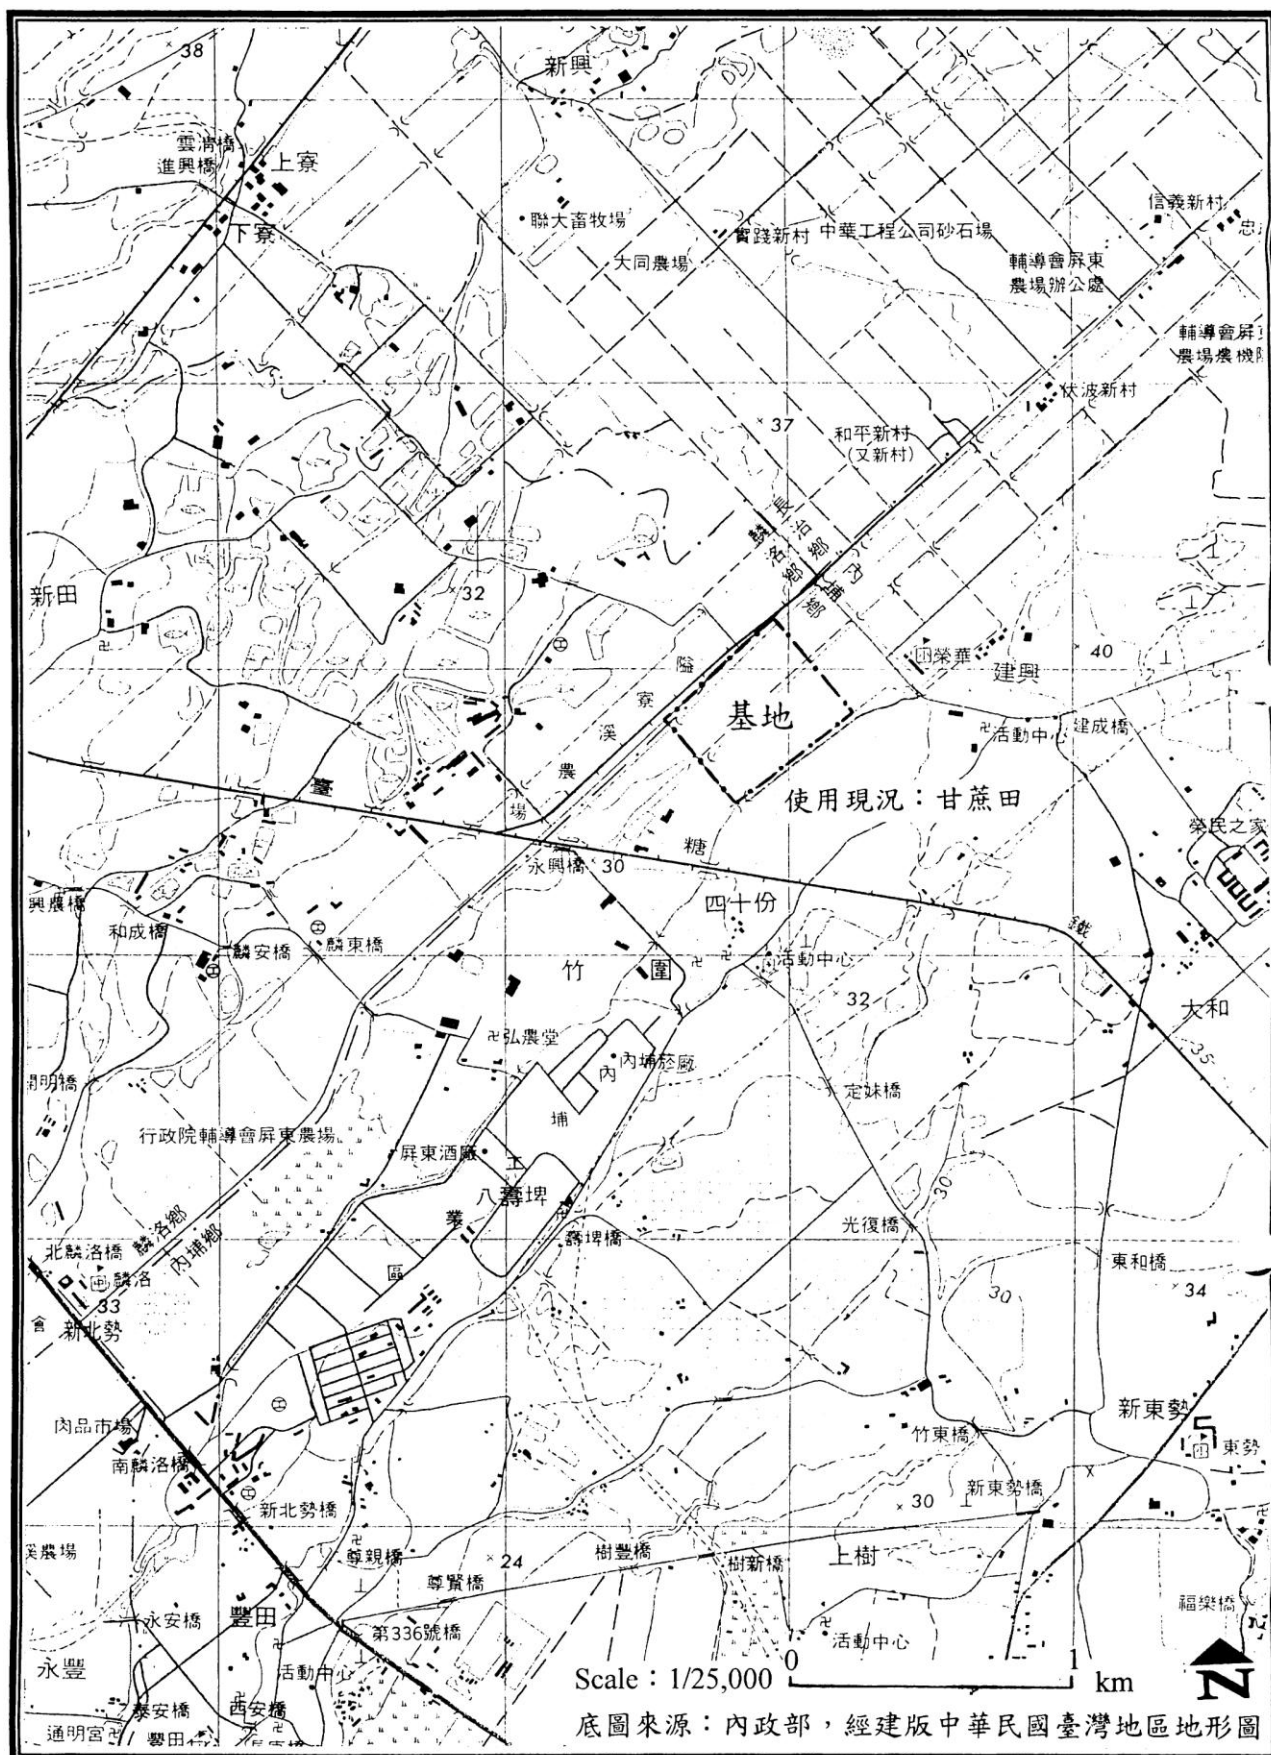 38
新興
雲清橋
進興橋
上寮
下寮
聯大畜牧場
實踐新村
中華工程公司砂石場
大同農場
信義新村
輔導會屏東
農場辦公處
輔導會屏
農場農機
伏波新村
37
和平新村
(又新村)
長治鄉
麟名鄉
內埔鄉
新田
32
榮華
建興
40
隘
寮
溪
農
場
基地
活動中心
建成橋
使用現況：甘蔗田
臺
糖
鐵
榮民之家
永興橋
30
四十份
興農橋
和成橋
麟安橋
麟東橋
竹圍
活動中心
32
大和
35
弘農堂
內
埔
工
業
區
內埔菸廠
開明橋
定妹橋
行政院輔導會屏東農場
屏東酒廠
八壽埤
30
麟洛鄉
內埔鄉
壽埤橋
光復橋
東和橋
北麟洛橋
中
麟洛
33
會
新北勢
30
34
肉品市場
南麟洛橋
新東勢
東勢
竹東橋
新北勢橋
30
新東勢橋
溪農場
尊親橋
24
尊賢橋
樹豐橋
樹新橋
上樹
永安橋
豐田
第336號橋
福樂橋
永豐
活動中心
活動中心
泰安橋
西安橋
通明宮
豐田
Scale：1/25,000
0
1
km
N
底圖來源：內政部，經建版中華民國臺灣地區地形圖